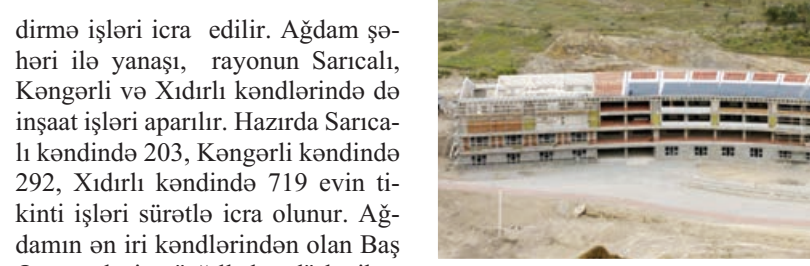 dirmə işləri icra edilir. Ağdam şə-
həri ilə yanaşı, rayonun Sarıcalı,
Kəngərli və Xıdırlı kəndlərində də
inşaat işləri aparılır. Hazırda Sarıca-
lı kəndində 203, Kəngərli kəndində
292, Xıdırlı kəndində 719 evin ti-
kinti işləri sürətlə icra olunur. Ağ-
damın ən iri kəndlərindən olan Baş